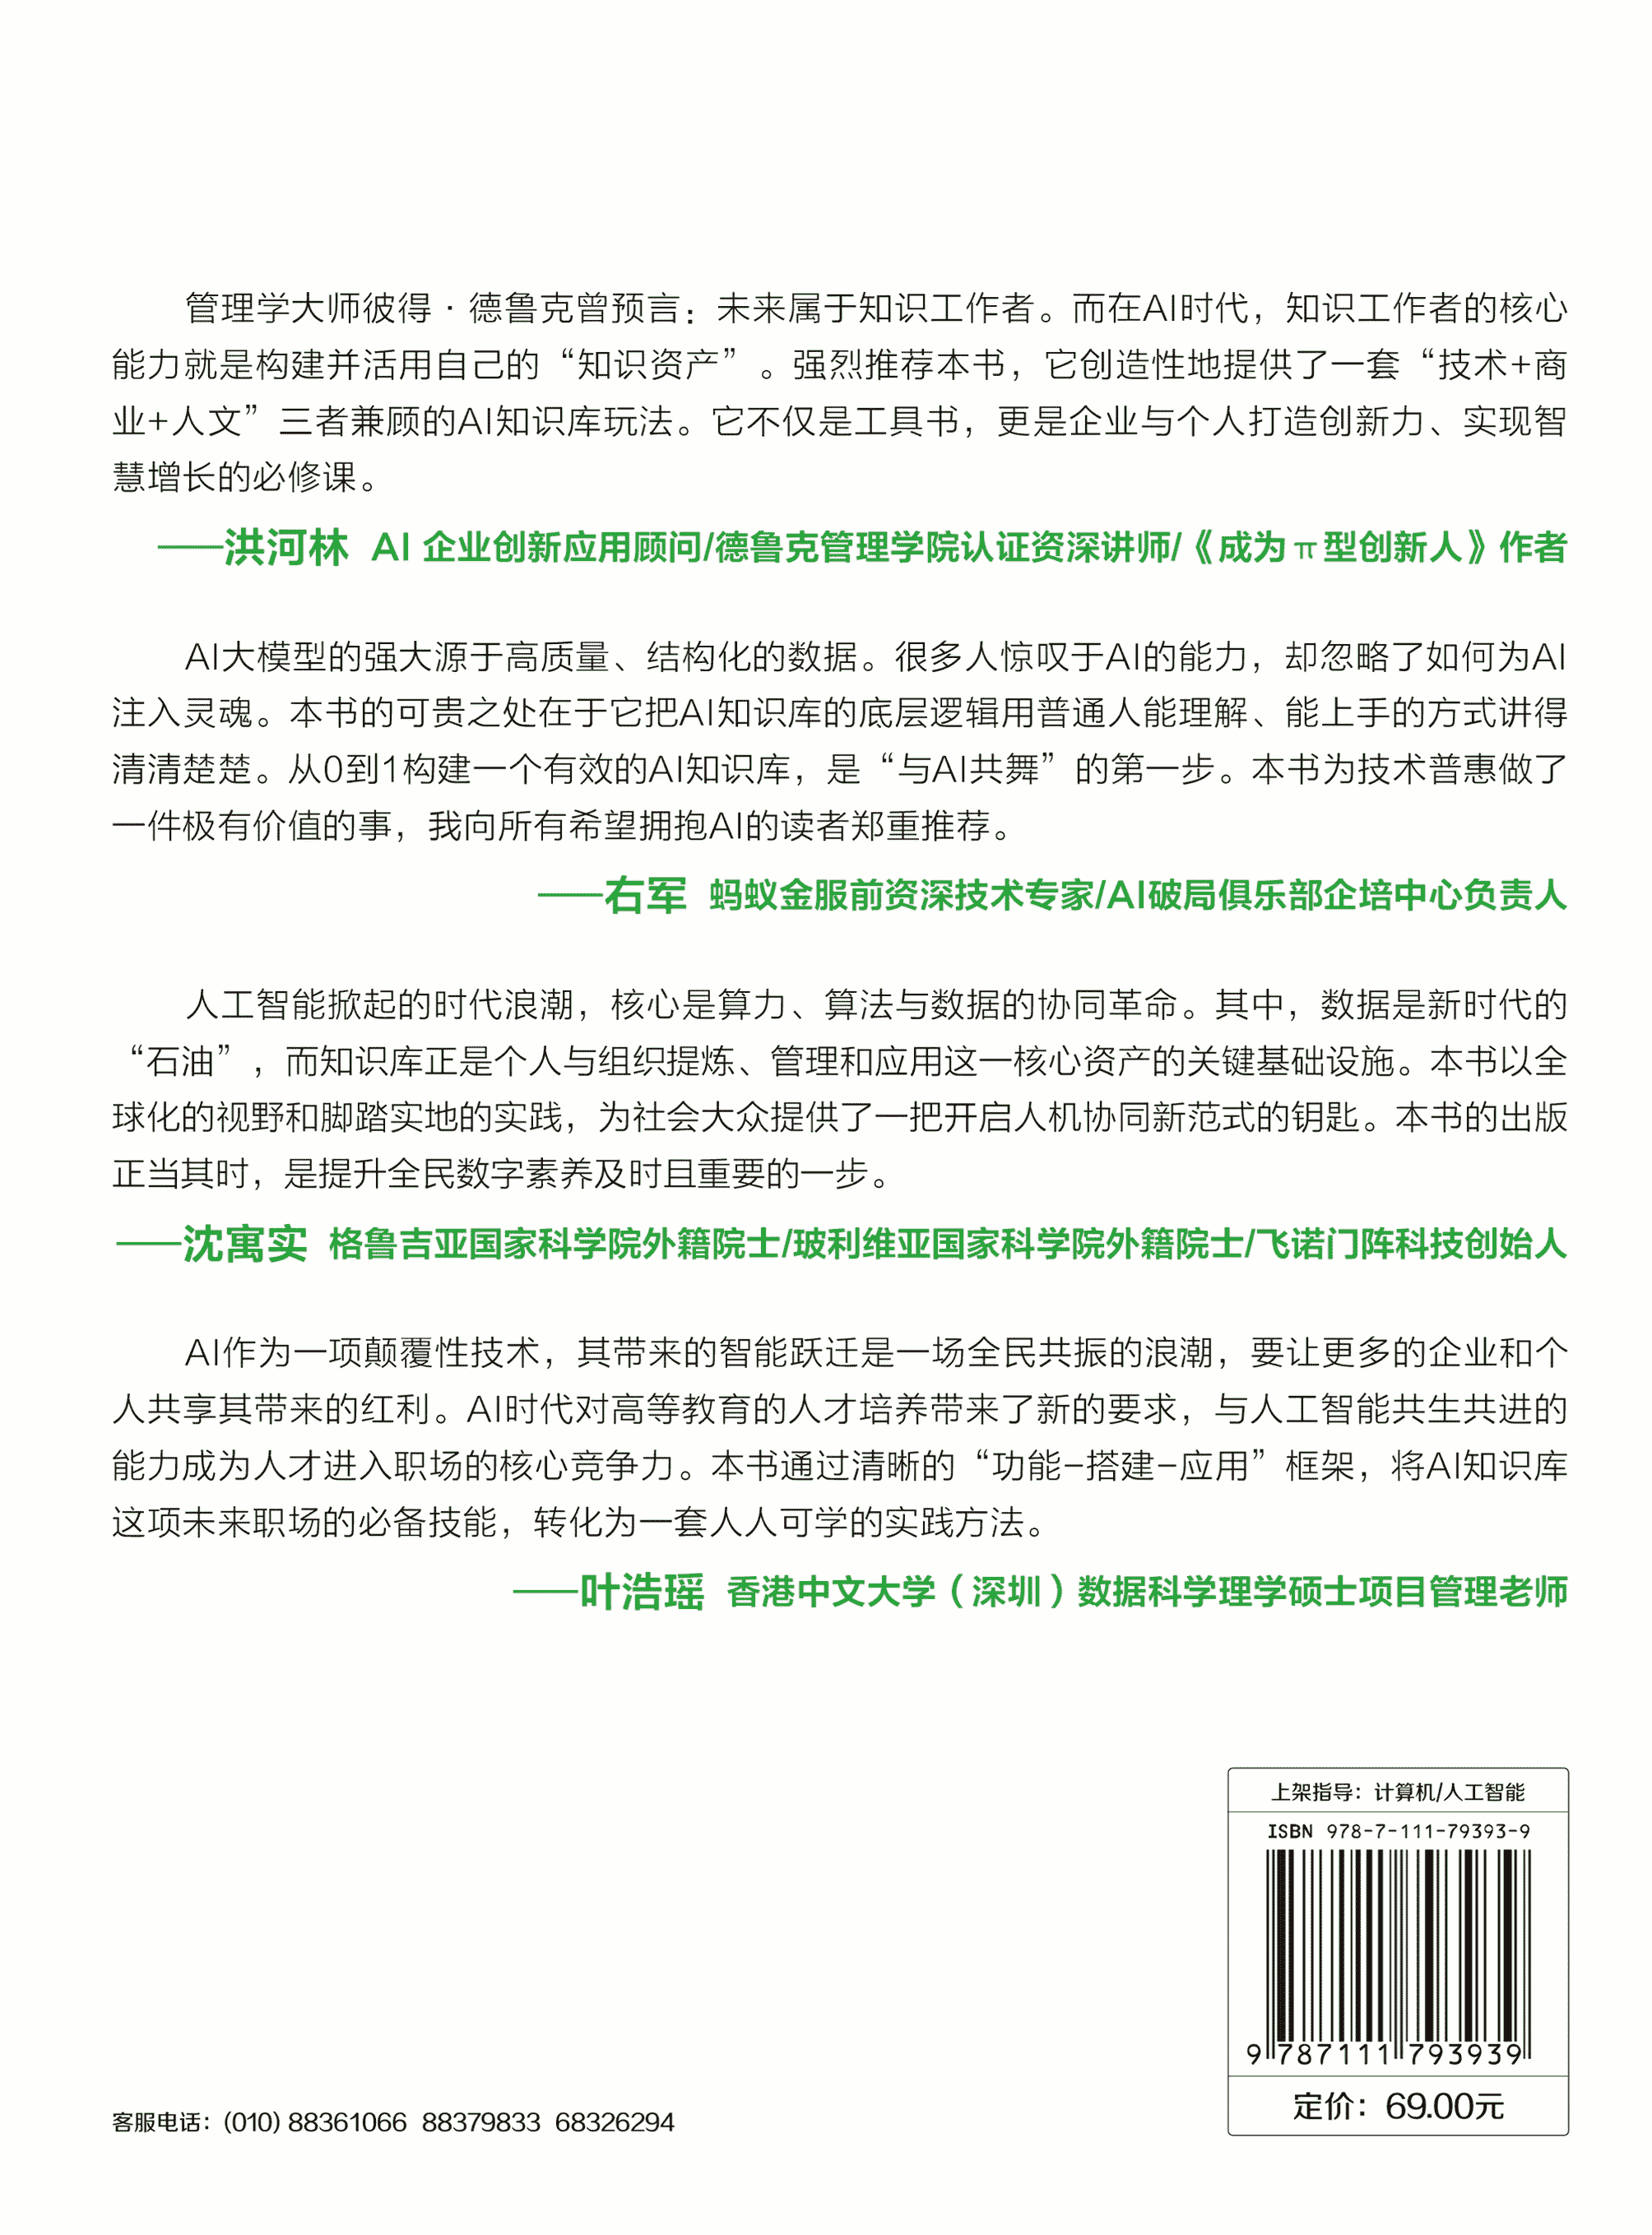 管理学大师彼得·德鲁克曾预言：未来属于知识工作者。而在AI时代，知识工作者的核心
能力就是构建并活用自己的“知识资产”。强烈推荐本书，它创造性地提供了一套“技术+商
业+人文”三者兼顾的AI知识库玩法。它不仅是工具书，更是企业与个人打造创新力、实现智
慧增长的必修课。
——洪河林 AI 企业创新应用顾问/德鲁克管理学院认证资深讲师/《成为π型创新人》作者
AI大模型的强大源于高质量、结构化的数据。很多人惊叹于AI的能力，却忽略了如何为AI
注入灵魂。本书的可贵之处在于它把AI知识库的底层逻辑用普通人能理解、能上手的方式讲得
清清楚楚。从0到1构建一个有效的AI知识库，是“与AI共舞”的第一步。本书为技术普惠做了
一件极有价值的事，我向所有希望拥抱AI的读者郑重推荐。
——右军 蚂蚁金服前资深技术专家/AI破局俱乐部企培中心负责人
人工智能掀起的时代浪潮，核心是算力、算法与数据的协同革命。其中，数据是新时代的
“石油”，而知识库正是个人与组织提炼、管理和应用这一核心资产的关键基础设施。本书以全
球化的视野和脚踏实地的实践，为社会大众提供了一把开启人机协同新范式的钥匙。本书的出版
正当其时，是提升全民数字素养及时且重要的一步。
——沈寓实 格鲁吉亚国家科学院外籍院士/玻利维亚国家科学院外籍院士/飞诺门阵科技创始人
AI作为一项颠覆性技术，其带来的智能跃迁是一场全民共振的浪潮，要让更多的企业和个
人共享其带来的红利。AI时代对高等教育的人才培养带来了新的要求，与人工智能共生共进的
能力成为人才进入职场的核心竞争力。本书通过清晰的“功能-搭建-应用”框架，将AI知识库
这项未来职场的必备技能，转化为一套人人可学的实践方法。
——叶浩瑶 香港中文大学（深圳）数据科学理学硕士项目管理老师
上架指导：计算机/人工智能
ISBN 978-7-111-79393-9
9 787111 793939
定价：69.00元
客服电话：(010) 88361066 88379833 68326294